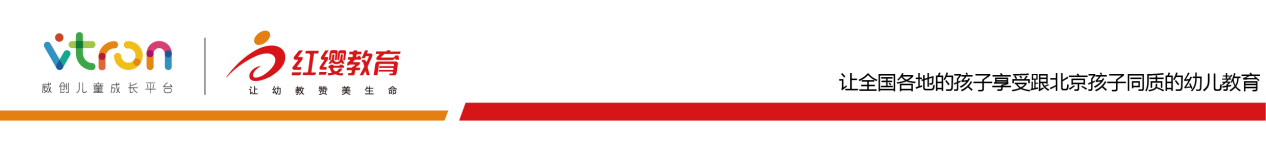 vtron
威创儿童成长平台
红缨教育
让幼教赞美生命
让全国各地的孩子享受跟北京孩子同质的幼儿教育